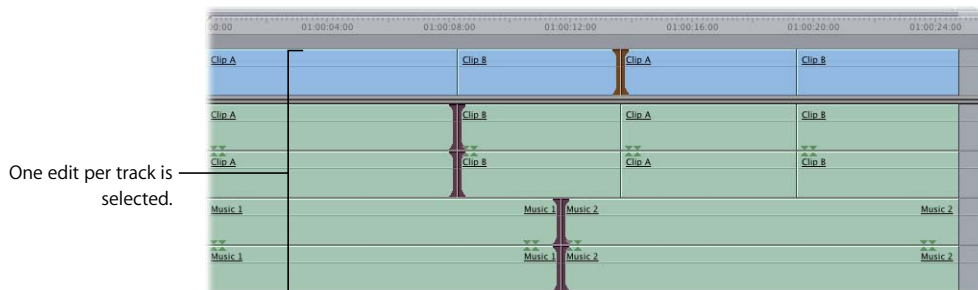 00:00 01:00:04:00 01:00:08:00 01:00:12:00 01:00:16:00 01:00:20:00 01:00:24:00
Clip A Clip B Clip A Clip B
Clip A Clip B Clip A Clip B
Clip A Clip B Clip A Clip B
One edit per track is
selected.
Music 1 Music 1 Music 2 Music 2
Music 1 Music 1 Music 2 Music 2